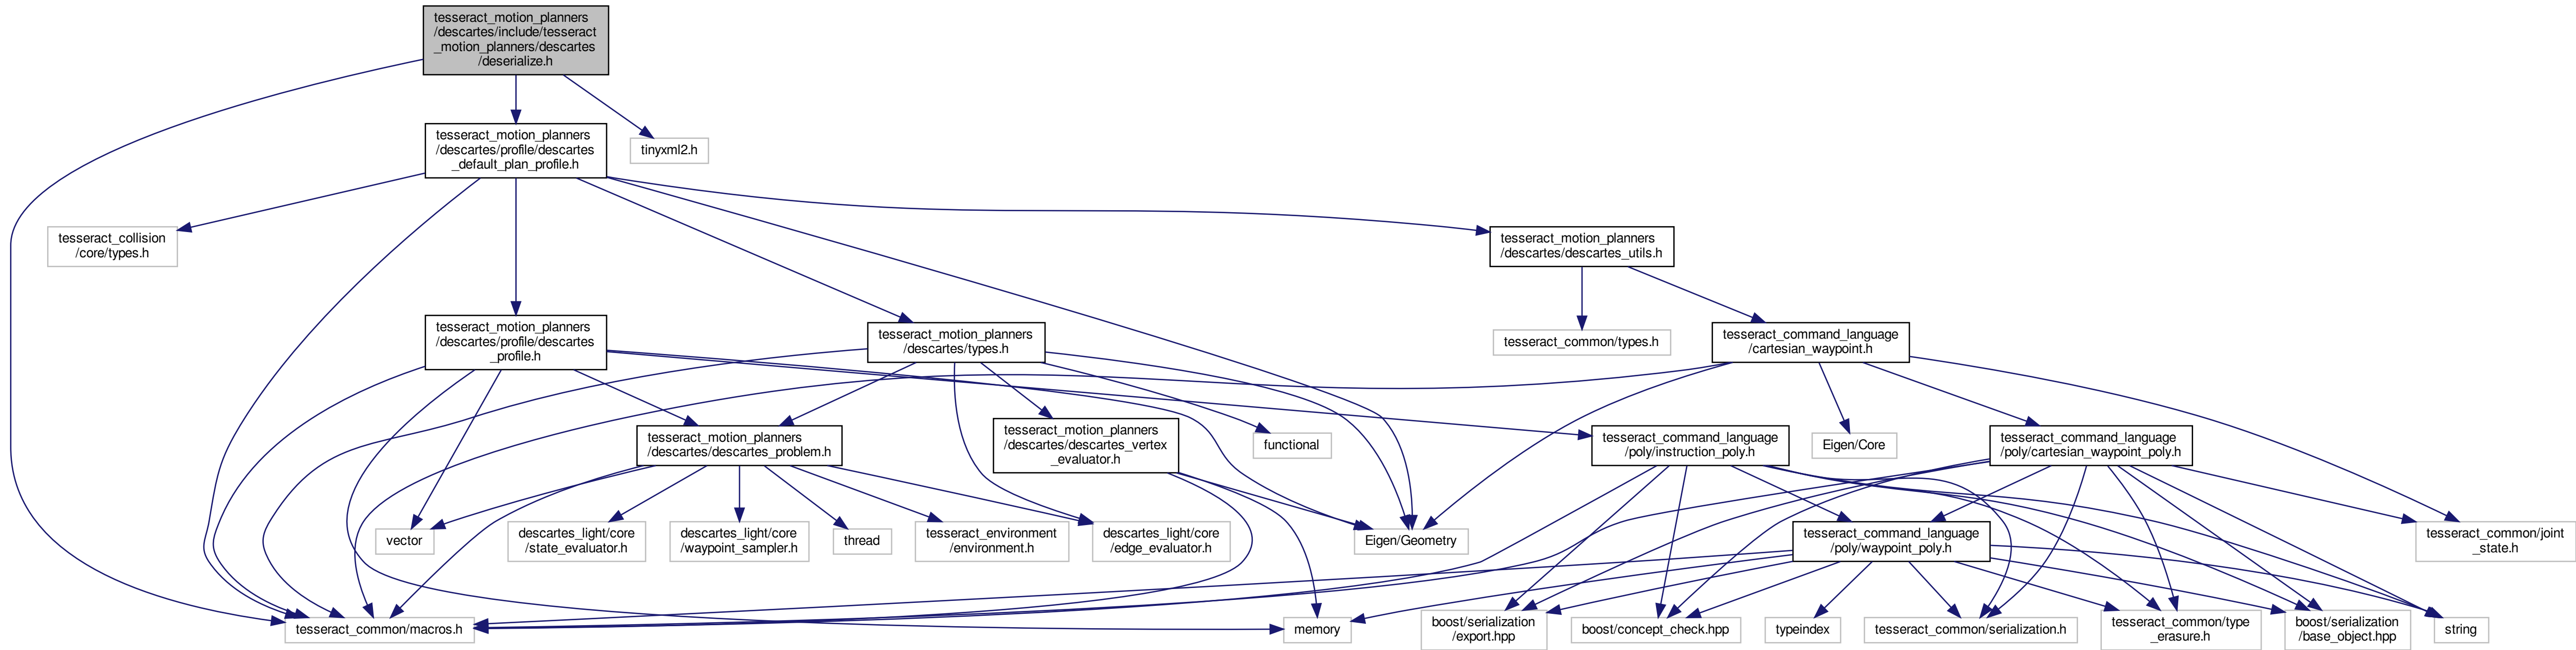 tesseract_motion_planners
/descartes/include/tesseract
_motion_planners/descartes
/deserialize.h
tesseract_motion_planners
/descartes/profile/descartes
_default_plan_profile.h
tinyxml2.h
tesseract_collision
/core/types.h
tesseract_motion_planners
/descartes/descartes_utils.h
tesseract_motion_planners
/descartes/profile/descartes
_profile.h
tesseract_motion_planners
/descartes/types.h
tesseract_common/types.h
tesseract_command_language
/cartesian_waypoint.h
tesseract_motion_planners
/descartes/descartes_problem.h
tesseract_motion_planners
/descartes/descartes_vertex
_evaluator.h
functional
tesseract_command_language
/poly/instruction_poly.h
Eigen/Core
tesseract_command_language
/poly/cartesian_waypoint_poly.h
vector
descartes_light/core
/state_evaluator.h
descartes_light/core
/waypoint_sampler.h
thread
tesseract_environment
/environment.h
descartes_light/core
/edge_evaluator.h
Eigen/Geometry
tesseract_command_language
/poly/waypoint_poly.h
tesseract_common/joint
_state.h
tesseract_common/macros.h
memory
boost/serialization
/export.hpp
boost/concept_check.hpp
typeindex
tesseract_common/serialization.h
tesseract_common/type
_erasure.h
boost/serialization
/base_object.hpp
string